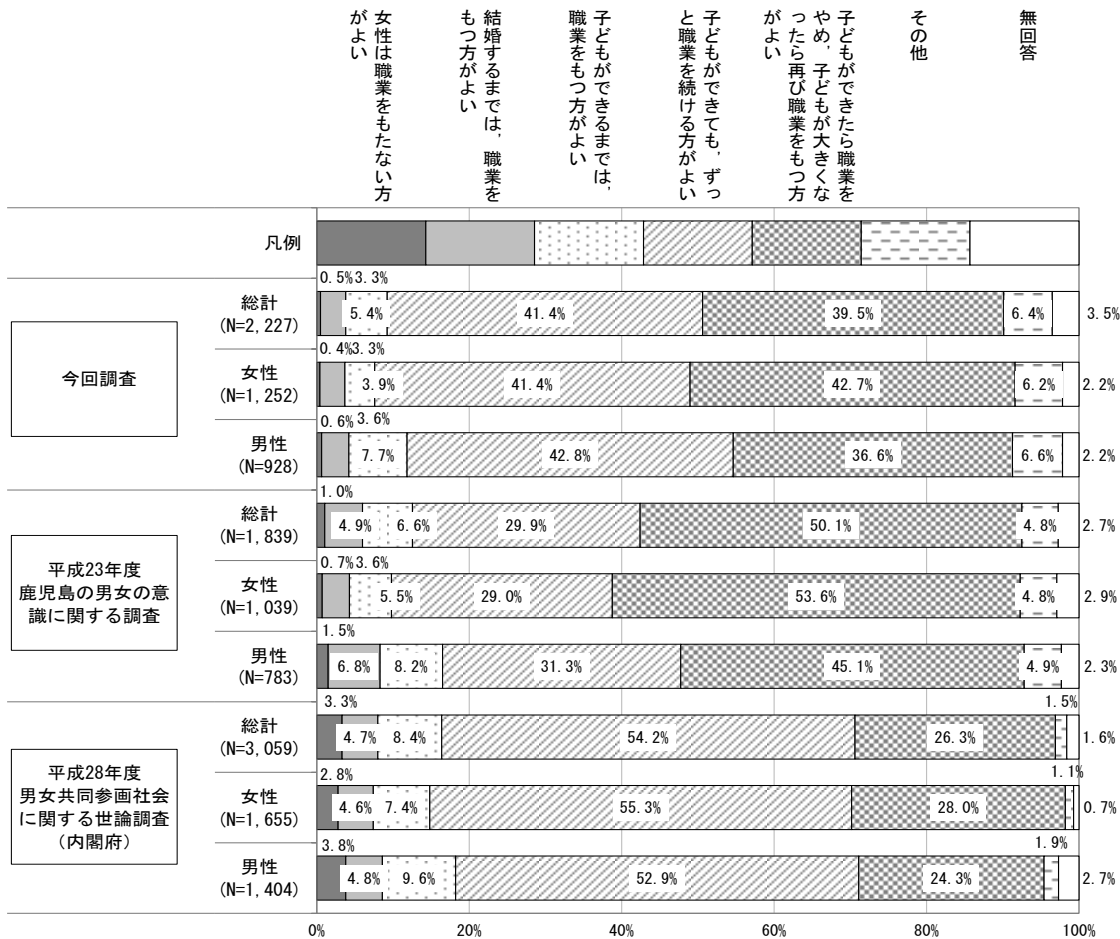 女性は職業をもたない方
がよい
結婚するまでは，職業を
もつ方がよい
子どもができるまでは，
職業をもつ方がよい
子どもができても，ずっ
と職業を続ける方がよい
子どもができたら職業を
やめ，子どもが大きくな
ったら再び職業をもつ方
がよい
その他
無回答
凡例
今回調査
総計
(N=2,227)
0.5%
3.3%
5.4%
41.4%
39.5%
6.4%
3.5%
女性
(N=1,252)
0.4%
3.3%
3.9%
41.4%
42.7%
6.2%
2.2%
男性
(N=928)
0.6%
3.6%
7.7%
42.8%
36.6%
6.6%
2.2%
平成23年度
鹿児島の男女の意
識に関する調査
総計
(N=1,839)
1.0%
4.9%
6.6%
29.9%
50.1%
4.8%
2.7%
女性
(N=1,039)
0.7%
3.6%
5.5%
29.0%
53.6%
4.8%
2.9%
男性
(N=783)
1.5%
6.8%
8.2%
31.3%
45.1%
4.9%
2.3%
平成28年度
男女共同参画社会
に関する世論調査
(内閣府)
総計
(N=3,059)
3.3%
4.7%
8.4%
54.2%
26.3%
1.5%
1.6%
女性
(N=1,655)
2.8%
4.6%
7.4%
55.3%
28.0%
1.1%
0.7%
男性
(N=1,404)
3.8%
4.8%
9.6%
52.9%
24.3%
1.9%
2.7%
0%
20%
40%
60%
80%
100%